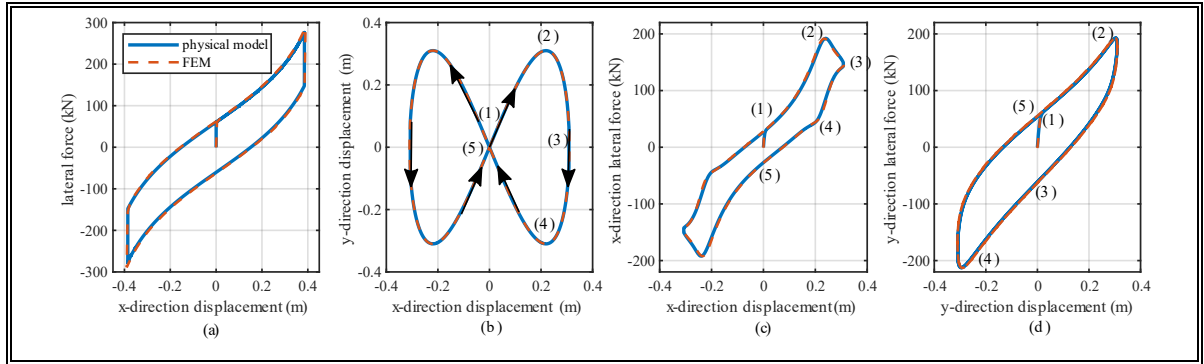 300
200
100
0
-100
-200
-300
-0.4 -0.2 0 0.2 0.4
lateral force (kN)
x-direction displacement (m)
(a)
physical model
FEM
0.4
0.2
0
-0.2
-0.4
-0.4 -0.2 0 0.2 0.4
y-direction displacement (m)
x-direction displacement (m)
(b)
(2)
(1)
(3)
(5)
(4)
200
100
0
-100
-200
-0.4 -0.2 0 0.2 0.4
x-direction lateral force (kN)
x-direction displacement (m)
(c)
(2)
(3)
(1)
(4)
(5)
200
100
0
-100
-200
-0.4 -0.2 0 0.2 0.4
y-direction lateral force (kN)
y-direction displacement (m)
(d)
(2)
(5)
(1)
(3)
(4)